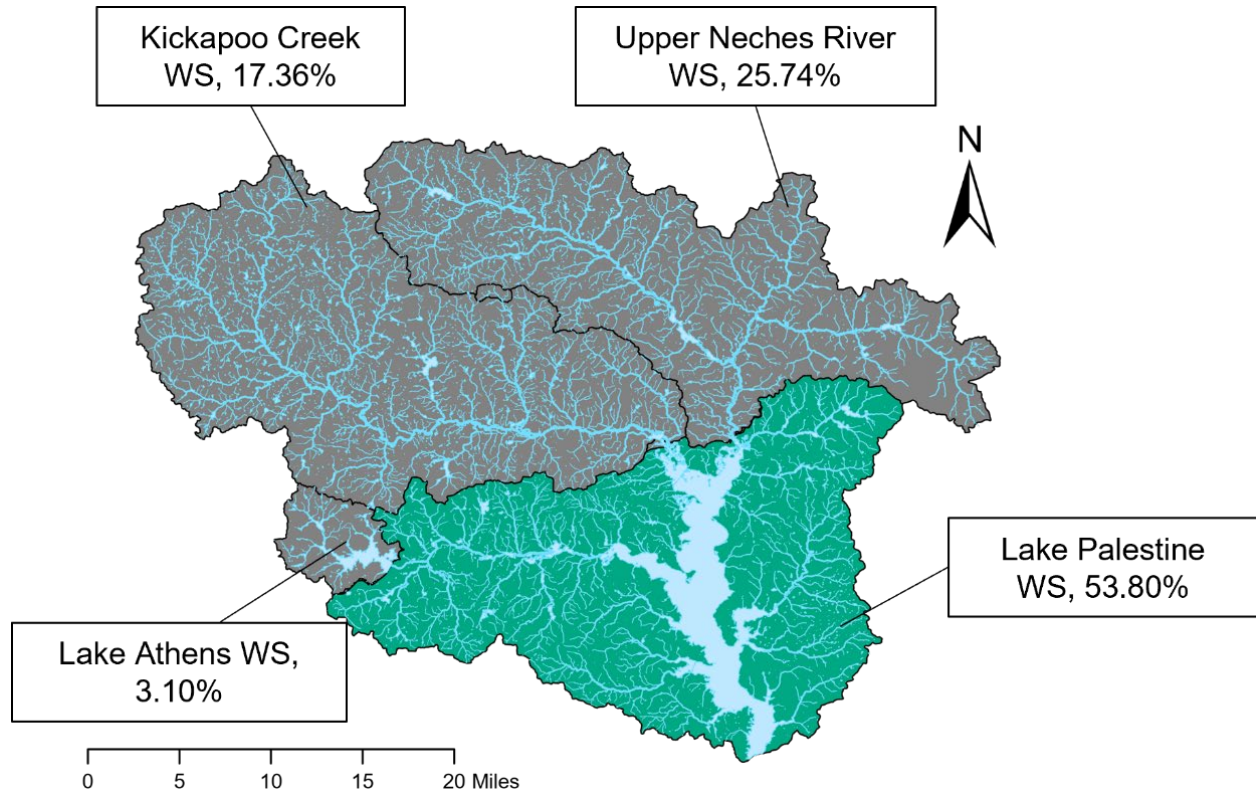 Kickapoo Creek
WS, 17.36%
Upper Neches River
WS, 25.74%
N
Lake Palestine
WS, 53.80%
Lake Athens WS,
3.10%
0 5 10 15 20 Miles